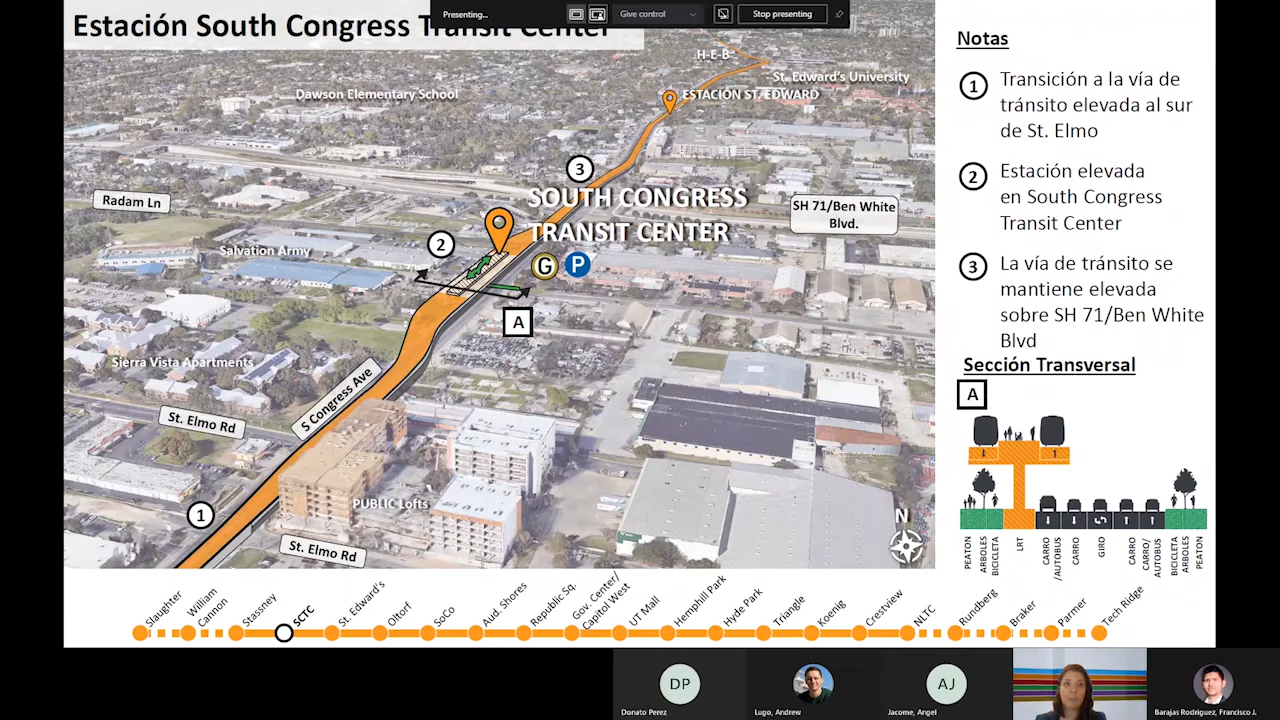 Presenting...
Give control
Stop presenting
Estación South Congress Transit Center
H-E-B
St. Edward's University
Dawson Elementary School
ESTACIÓN ST. EDWARD
3
Radam Ln
SOUTH CONGRESS
TRANSIT CENTER
SH 71/Ben White
Blvd.
2
Salvation Army
G
P
A
Sierra Vista Apartments
S Congress Ave
St. Elmo Rd
PUBLIC Lofts
1
N
St. Elmo Rd
Notas
1
Transición a la vía de
tránsito elevada al sur
de St. Elmo
2
Estación elevada
en South Congress
Transit Center
3
La vía de tránsito se
mantiene elevada
sobre SH 71/Ben White
Blvd
Sección Transversal
A
PEATON
ARBOLES
BICICLETA
LRT
CARRO
/AUTOBUS
CARRO
GIRO
CARRO
CARRO/
AUTOBUS
BICICLETA
ARBOLES
PEATON
Slaughter
William
Cannon
Stassney
SCTC
St. Edward's
Oltorf
SoCo
Aud. Shores
Republic Sq.
Gov. Center/
Capitol West
UT Mall
Hemphill Park
Hyde Park
Triangle
Koenig
Crestview
NLTC
Rundberg
Braker
Parmer
Tech Ridge
DP
Donato Perez
Lugo, Andrew
AJ
Jacome, Angel
Barajas Rodriguez, Francisco J.